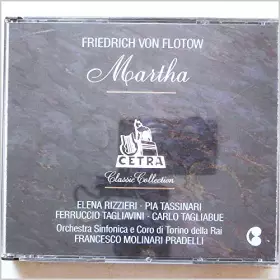 FRIEDRICH VON FLOTOW
Martha
CETRA
Classic Collection
ELENA RIZZIERI · PIA TASSINARI
FERRUCCIO TAGLIAVINI · CARLO TAGLIABUE
Orchestra Sinfonica e Coro di Torino della Rai
FRANCESCO MOLINARI PRADELLI